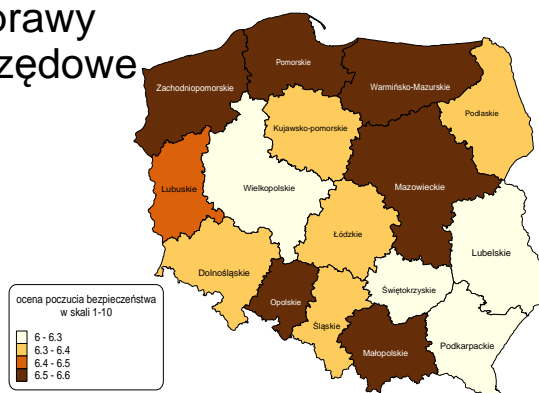 prawy
zędowe
Pomorskie
Zachodniopomorskie
Warmińsko-Mazurskie
Podlaskie
Kujawsko-pomorskie
Lubuskie
Wielkopolskie
Mazowieckie
Łódzkie
Lubelskie
Dolnośląskie
Opolskie
Świętokrzyskie
Śląskie
Małopolskie
Podkarpackie
ocena poczucia bezpieczeństwa
w skali 1-10
6 - 6.3
6.3 - 6.4
6.4 - 6.5
6.5 - 6.6